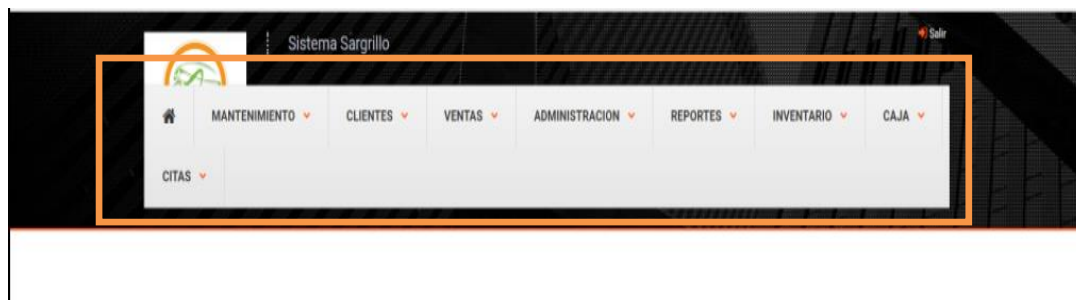 Sistema Sargrillo
Salir
MANTENIMIENTO CLIENTES VENTAS ADMINISTRACION REPORTES INVENTARIO CAJA
CITAS